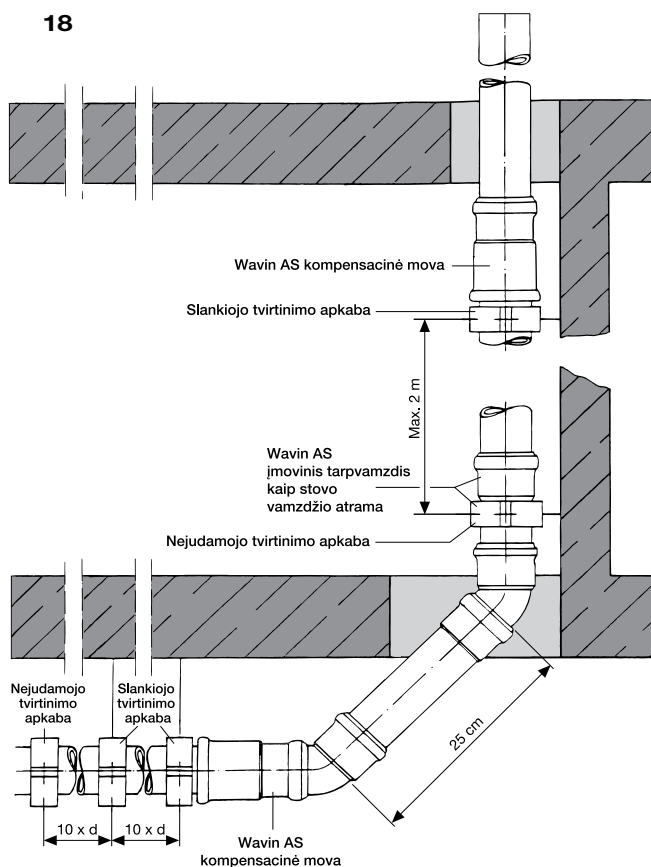 18
Wavin AS kompensacinė mova
Slankiojo tvirtinimo apkaba
Max. 2 m
Wavin AS
įmovinis tarpvamzdis
kaip stovo
vamzdžio atrama
Nejudamojo tvirtinimo apkaba
Nejudamojo
tvirtinimo
apkaba
Slankiojo
tvirtinimo
apkaba
25 cm
10 x d
10 x d
Wavin AS
kompensacinė mova